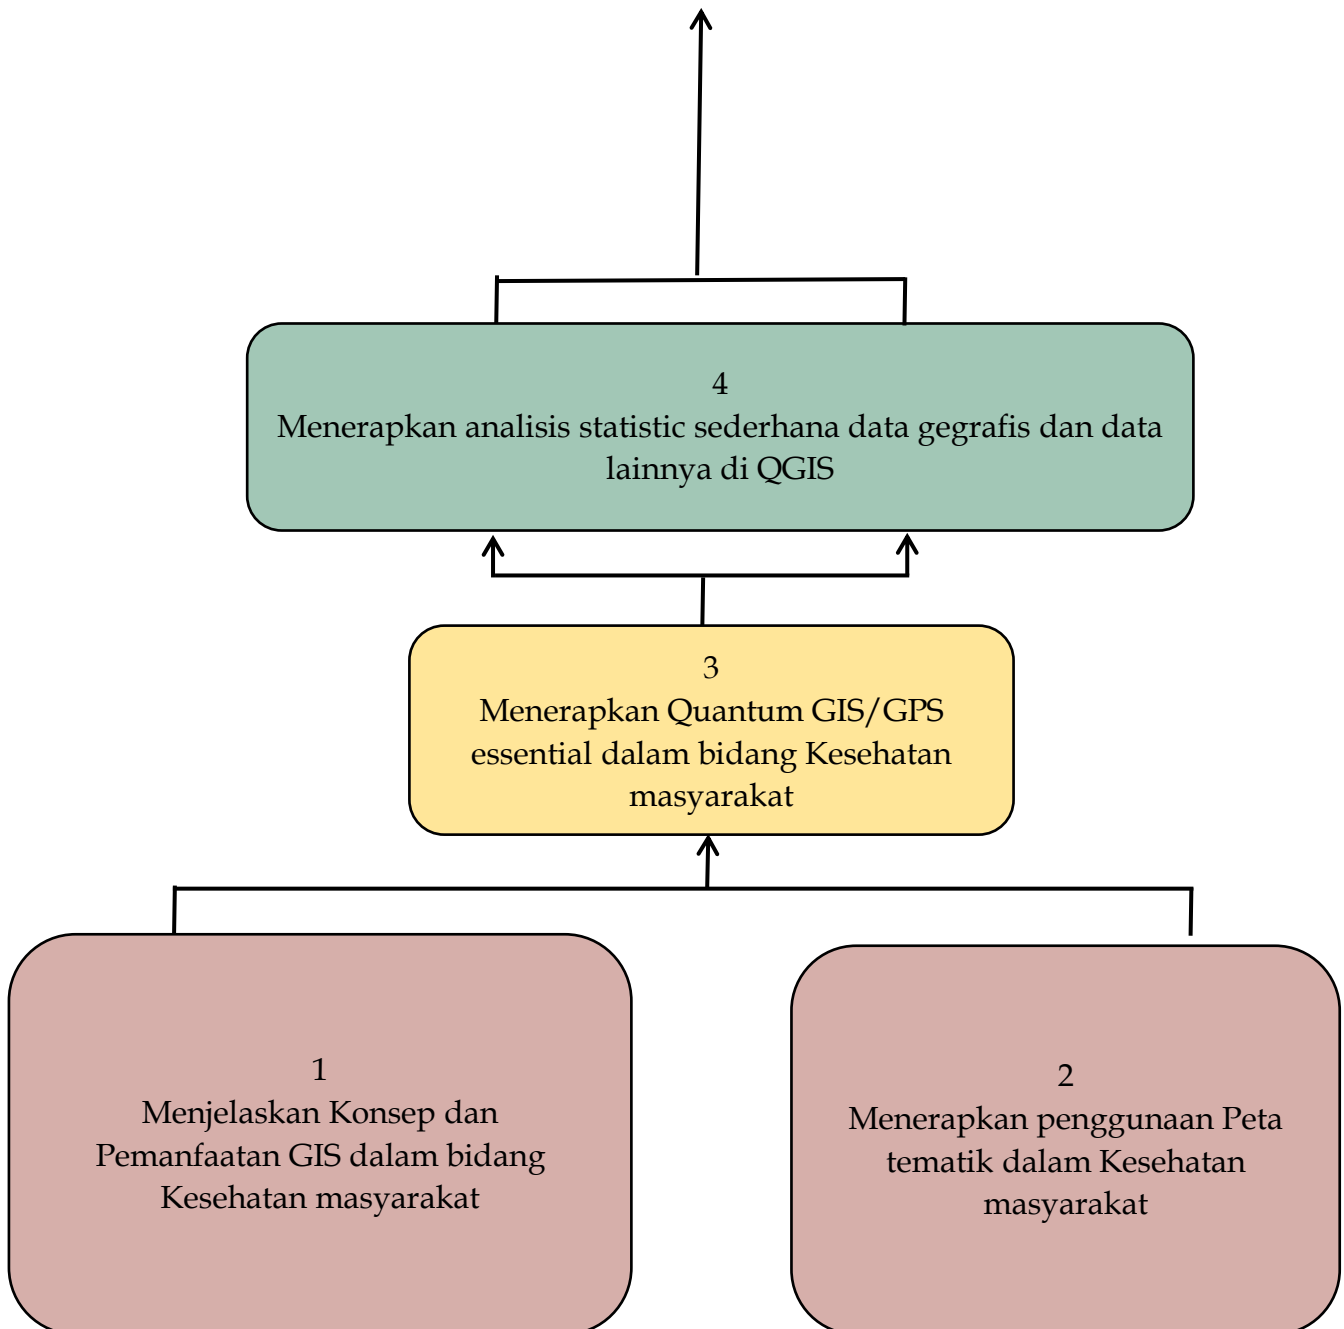 4
Menerapkan analisis statistic sederhana data gegrafis dan data
lainnya di QGIS
3
Menerapkan Quantum GIS/GPS
essential dalam bidang Kesehatan
masyarakat
1
Menjelaskan Konsep dan
Pemanfaatan GIS dalam bidang
Kesehatan masyarakat
2
Menerapkan penggunaan Peta
tematik dalam Kesehatan
masyarakat